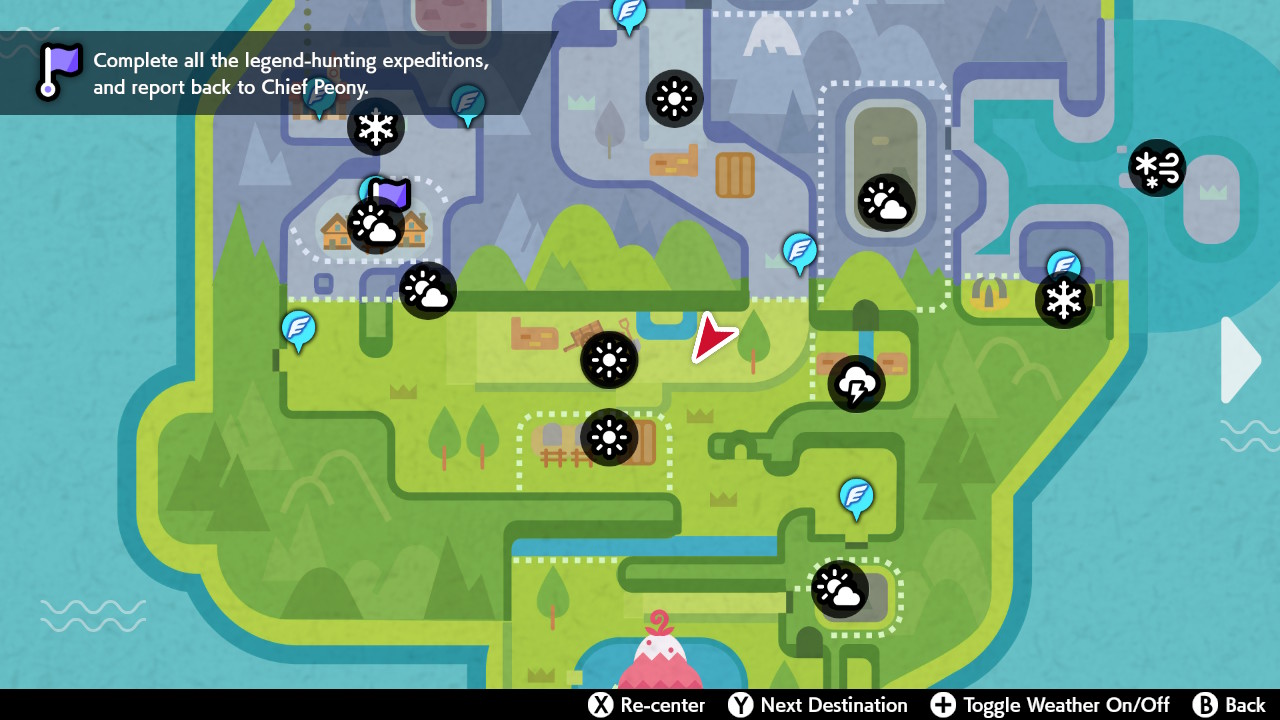 Complete all the legend-hunting expeditions,
and report back to Chief Peony.
X Re-center Y Next Destination + Toggle Weather On/Off B Back